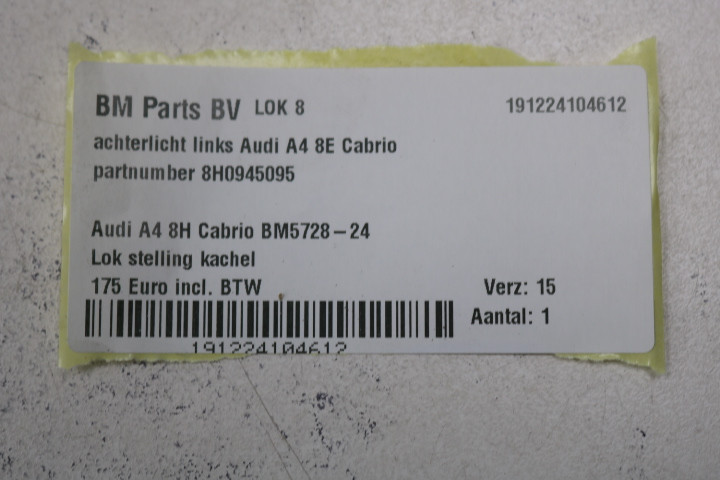 BM Parts BV LOK 8 191224104612
achterlicht links Audi A4 8E Cabrio
partnumber 8H0945095
Audi A4 8H Cabrio BM5728-24
Lok stelling kachel
175 Euro incl. BTW Verz: 15
Aantal: 1
191224104612